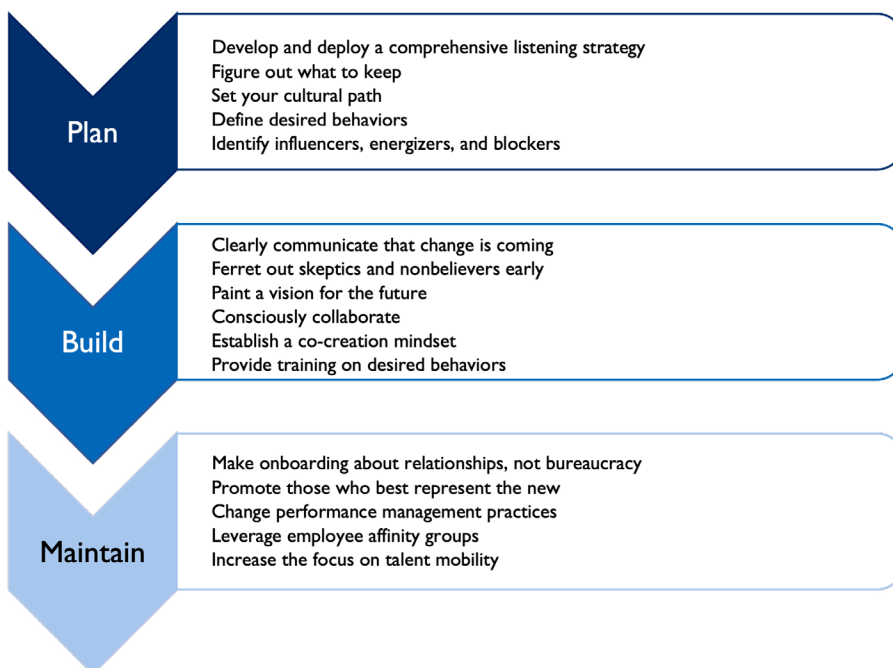 Plan
Develop and deploy a comprehensive listening strategy
Figure out what to keep
Set your cultural path
Define desired behaviors
Identify influencers, energizers, and blockers
Build
Clearly communicate that change is coming
Ferret out skeptics and nonbelievers early
Paint a vision for the future
Consciously collaborate
Establish a co-creation mindset
Provide training on desired behaviors
Maintain
Make onboarding about relationships, not bureaucracy
Promote those who best represent the new
Change performance management practices
Leverage employee affinity groups
Increase the focus on talent mobility